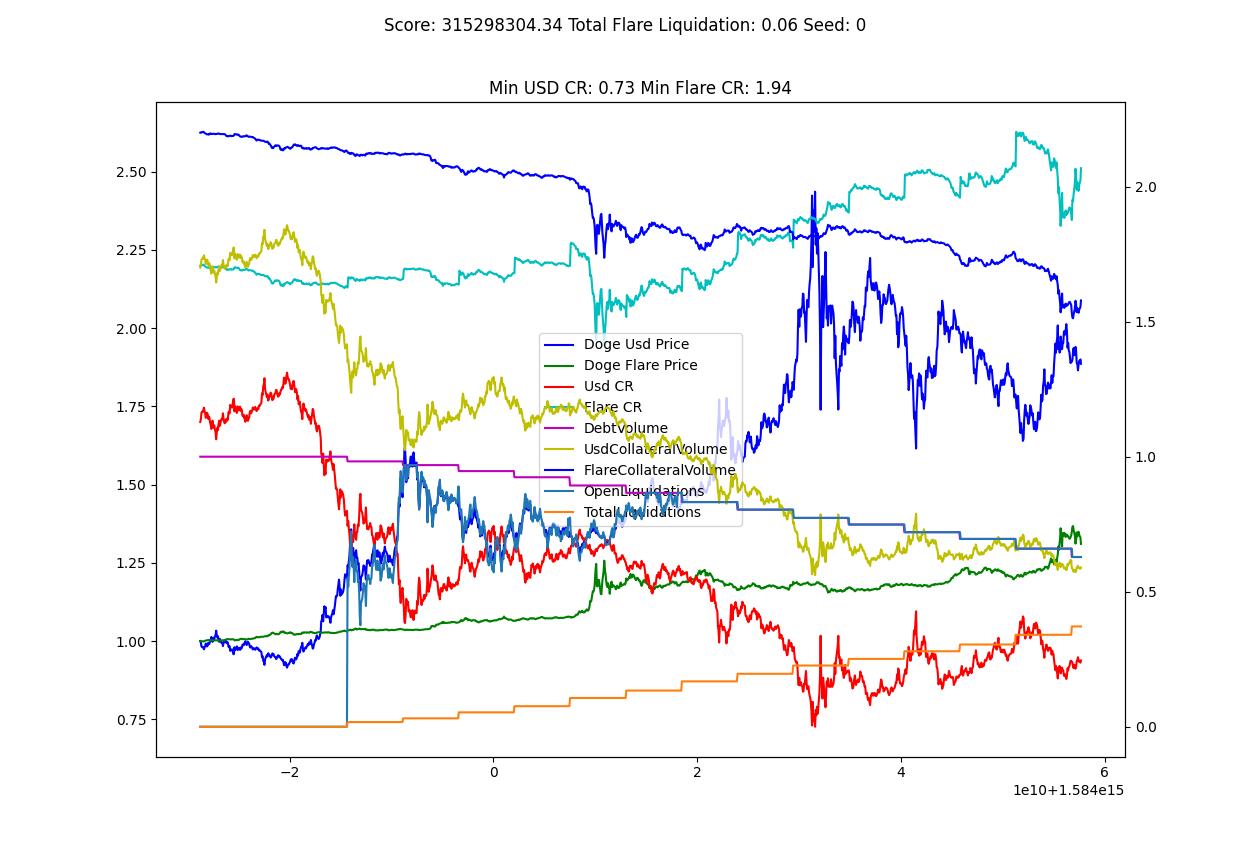 Score: 315298304.34 Total Flare Liquidation: 0.06 Seed: 0
Min USD CR: 0.73 Min Flare CR: 1.94
2.50
2.25
2.00
1.75
1.50
1.25
1.00
0.75
2.0
1.5
1.0
0.5
0.0
Doge Usd Price
Doge Flare Price
Usd CR
Flare CR
DebtVolume
UsdCollateralVolume
FlareCollateralVolume
OpenLiquidations
TotalLiquidations
−2
0
2
4
6
1e10+1.584e15